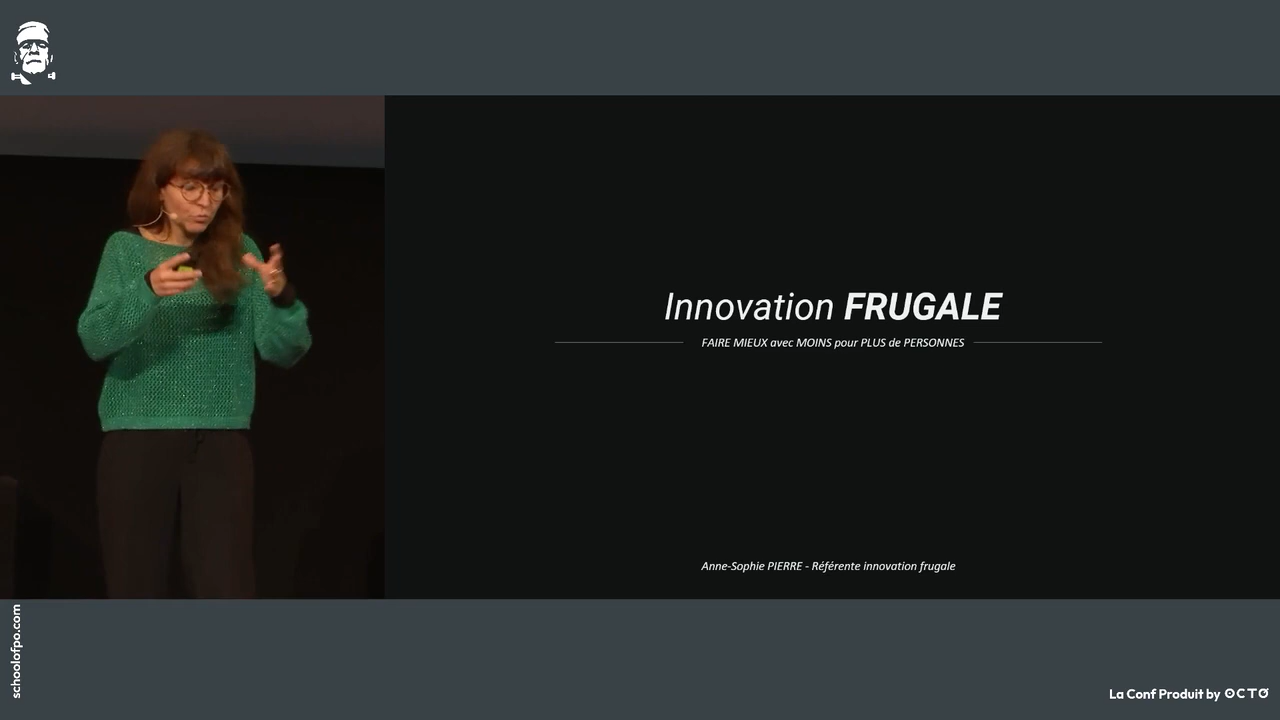 Innovation FRUGALE
FAIRE MIEUX avec MOINS pour PLUS de PERSONNES
Anne-Sophie PIERRE - Référente innovation frugale
schoolofpo.com
La Conf Produit by OCTO